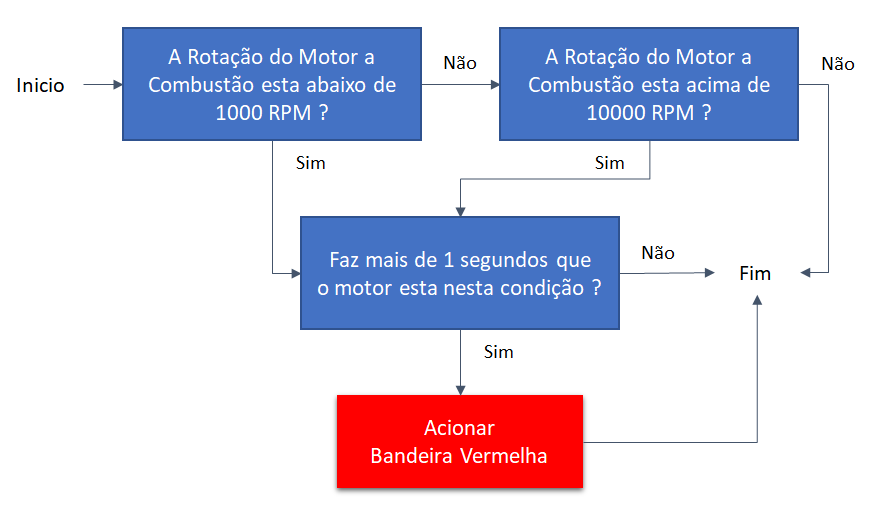 Inicio
A Rotação do Motor a
Combustão esta abaixo de
1000 RPM ?
Não
A Rotação do Motor a
Combustão esta acima de
10000 RPM ?
Não
Sim
Sim
Faz mais de 1 segundos que
o motor esta nesta condição ?
Não
Fim
Sim
Acionar
Bandeira Vermelha